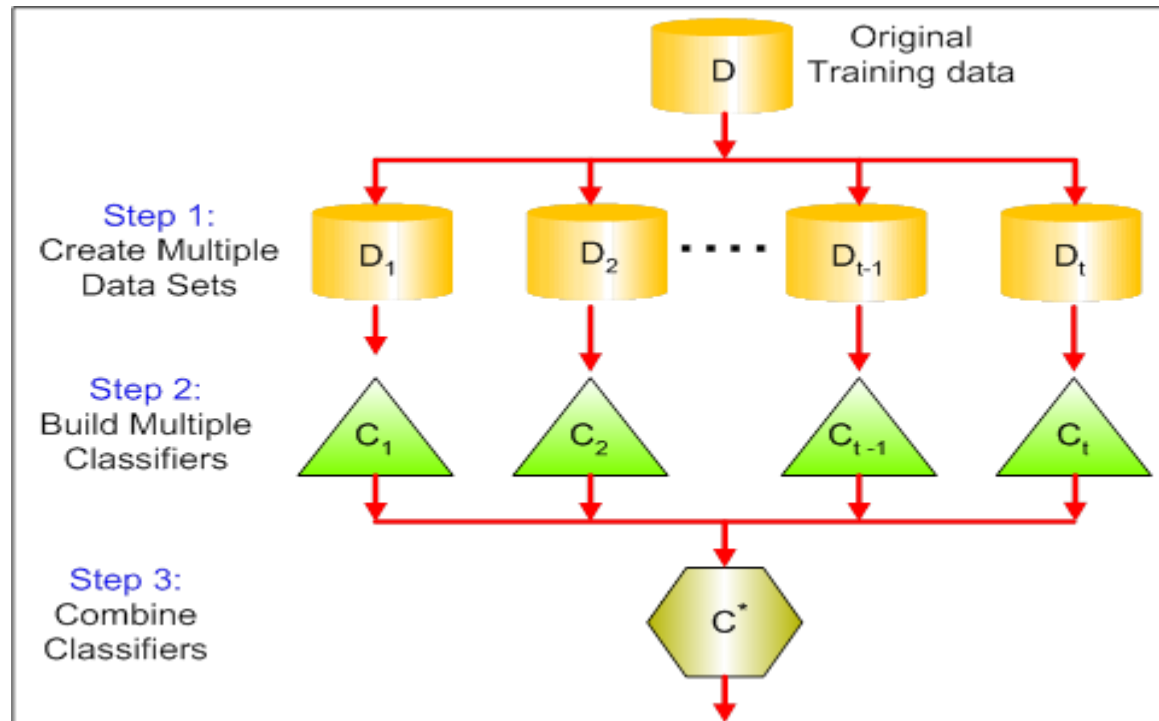 D
Original
Training data
Step 1:
Create Multiple
Data Sets
D₁
D₂
....
Dₜ₋₁
Dₜ
Step 2:
Build Multiple
Classifiers
C₁
C₂
Cₜ₋₁
Cₜ
Step 3:
Combine
Classifiers
C*